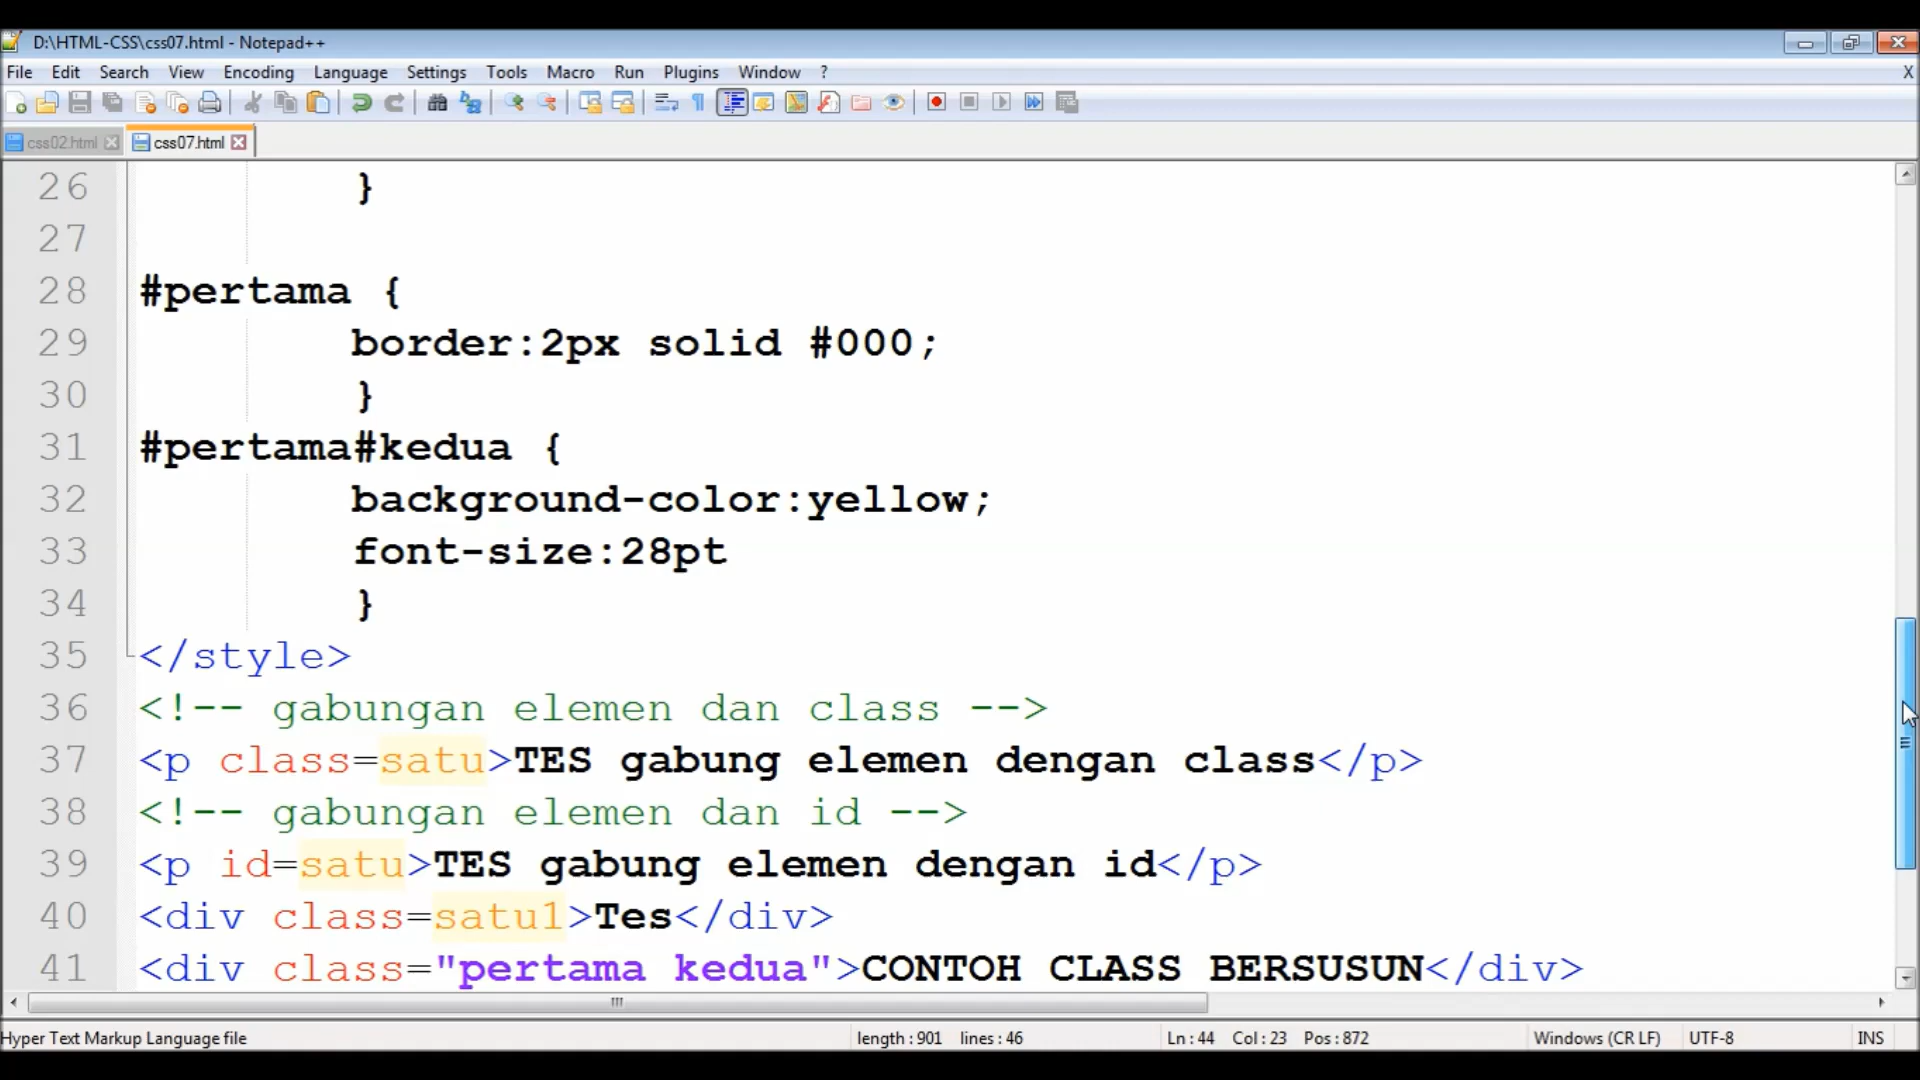 D:\HTML-CSS\css07.html - Notepad++
File Edit Search View Encoding Language Settings Tools Macro Run Plugins Window ? X
css02.html css07.html
26 }
27
28 #pertama {
29 border:2px solid #000;
30 }
31 #pertama#kedua {
32 background-color:yellow;
33 font-size:28pt
34 }
35 </style>
36 <!-- gabungan elemen dan class -->
37 <p class=satu>TES gabung elemen dengan class</p>
38 <!-- gabungan elemen dan id -->
39 <p id=satu>TES gabung elemen dengan id</p>
40 <div class=satu1>Tes</div>
41 <div class="pertama kedua">CONTOH CLASS BERSUSUN</div>
Hyper Text Markup Language file length : 901 lines : 46 Ln : 44 Col : 23 Pos : 872 Windows (CR LF) UTF-8 INS